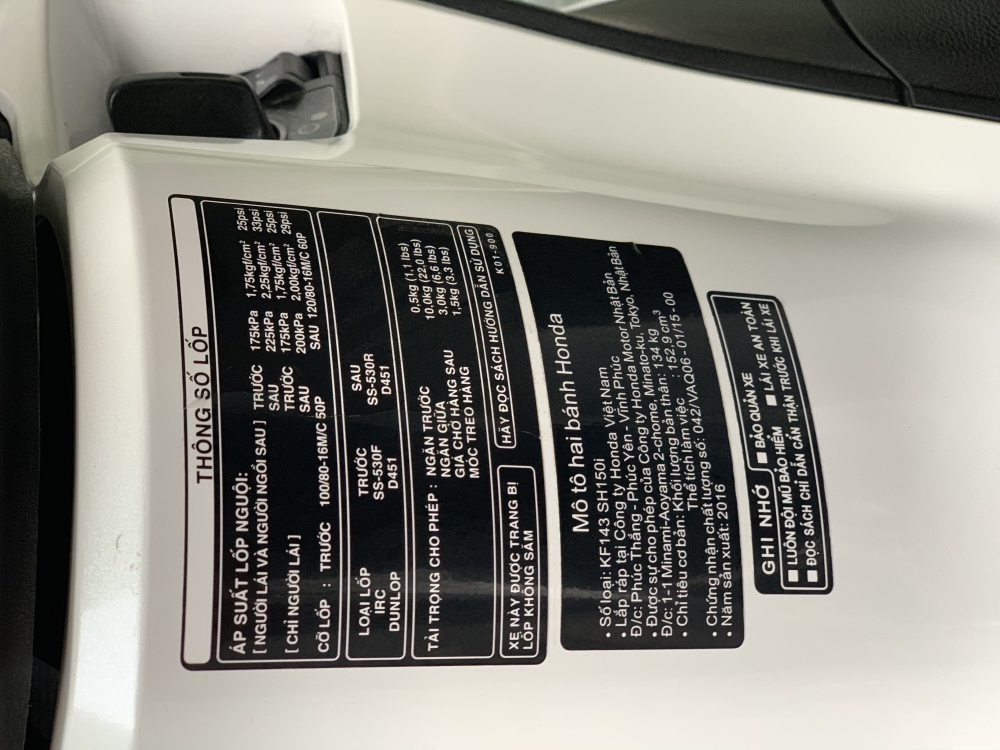 THÔNG SỐ LỐP
ÁP SUẤT LỐP NGUỘI:
[ NGƯỜI LÁI VÀ NGƯỜI NGỒI SAU ] TRƯỚC 175kPa 1,75kgf/cm² 25psi
SAU 225kPa 2,25kgf/cm² 33psi
[ CHỈ NGƯỜI LÁI ] TRƯỚC 175kPa 1,75kgf/cm² 25psi
SAU 200kPa 2,00kgf/cm² 29psi
CỠ LỐP : TRƯỚC 100/80-16M/C 50P SAU 120/80-16M/C 60P
LOẠI LỐP TRƯỚC SAU
IRC SS-530F SS-530R
DUNLOP D451 D451
TẢI TRỌNG CHO PHÉP : NGĂN TRƯỚC 0,5kg (1,1 lbs)
NGĂN GIỮA 10,0kg (22,0 lbs)
GIÁ CHỞ HÀNG SAU 3,0kg (6,6 lbs)
MÓC TREO HÀNG 1,5kg (3,3 lbs)
XE NÀY ĐƯỢC TRANG BỊ
LỐP KHÔNG SĂM
HÃY ĐỌC SÁCH HƯỚNG DẪN SỬ DỤNG
K01-900
Mô tô hai bánh Honda
• Số loại: KF143 SH150i
• Lắp ráp tại Công ty Honda Việt Nam
Đ/c: Phúc Thắng - Phúc Yên - Vĩnh Phúc
• Được sự cho phép của Công ty Honda Motor Nhật Bản
Đ/c: 1-1 Minami-Aoyama 2-chome, Minato-ku, Tokyo, Nhật Bản
• Chỉ tiêu cơ bản: Khối lượng bản thân: 134 kg
Thể tích làm việc : 152,9 cm³
• Chứng nhận chất lượng số: 042/VAQ06 - 01/15 - 00
• Năm sản xuất: 2016
GHI NHỚ
■ BẢO QUẢN XE
■ LUÔN ĐỘI MŨ BẢO HIỂM ■ LÁI XE AN TOÀN
■ ĐỌC SÁCH CHỈ DẪN CẨN THẬN TRƯỚC KHI LÁI XE